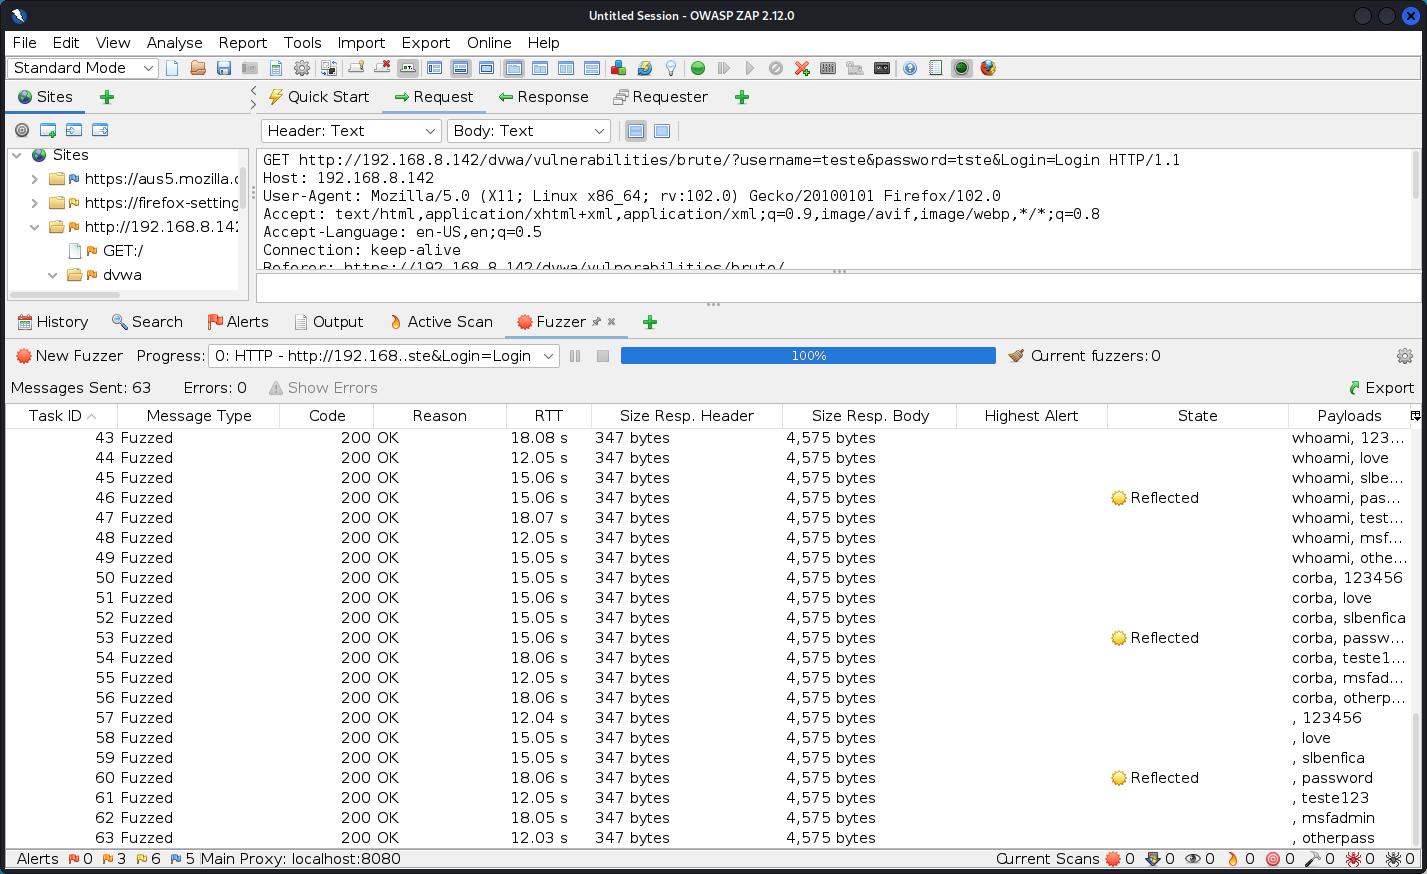 Untitled Session - OWASP ZAP 2.12.0
File Edit View Analyse Report Tools Import Export Online Help
Standard Mode
Sites
Quick Start Request Response Requester
Header: Text Body: Text
Sites
https://aus5.mozilla.
https://firefox-setting
http://192.168.8.142
GET:/
dvwa
GET http://192.168.8.142/dvwa/vulnerabilities/brute/?username=teste&password=tste&Login=Login HTTP/1.1
Host: 192.168.8.142
User-Agent: Mozilla/5.0 (X11; Linux x86_64; rv:102.0) Gecko/20100101 Firefox/102.0
Accept: text/html,application/xhtml+xml,application/xml;q=0.9,image/avif,image/webp,*/*;q=0.8
Accept-Language: en-US,en;q=0.5
Connection: keep-alive
Referer: https://192.168.8.142/dvwa/vulnerabilities/brute/
History Search Alerts Output Active Scan Fuzzer
New Fuzzer Progress: 0: HTTP - http://192.168..ste&Login=Login 100% Current fuzzers: 0
Messages Sent: 63 Errors: 0 Show Errors Export
Task ID Message Type Code Reason RTT Size Resp. Header Size Resp. Body Highest Alert State Payloads
43 Fuzzed 200 OK 18.08 s 347 bytes 4,575 bytes whoami, 123...
44 Fuzzed 200 OK 12.05 s 347 bytes 4,575 bytes whoami, love
45 Fuzzed 200 OK 15.06 s 347 bytes 4,575 bytes whoami, slbe...
46 Fuzzed 200 OK 15.06 s 347 bytes 4,575 bytes Reflected whoami, pas...
47 Fuzzed 200 OK 18.07 s 347 bytes 4,575 bytes whoami, test...
48 Fuzzed 200 OK 12.05 s 347 bytes 4,575 bytes whoami, msf...
49 Fuzzed 200 OK 15.05 s 347 bytes 4,575 bytes whoami, othe...
50 Fuzzed 200 OK 15.05 s 347 bytes 4,575 bytes corba, 123456
51 Fuzzed 200 OK 15.06 s 347 bytes 4,575 bytes corba, love
52 Fuzzed 200 OK 15.05 s 347 bytes 4,575 bytes corba, slbenfica
53 Fuzzed 200 OK 15.06 s 347 bytes 4,575 bytes Reflected corba, passw...
54 Fuzzed 200 OK 18.06 s 347 bytes 4,575 bytes corba, teste1...
55 Fuzzed 200 OK 12.05 s 347 bytes 4,575 bytes corba, msfad...
56 Fuzzed 200 OK 18.06 s 347 bytes 4,575 bytes corba, otherp...
57 Fuzzed 200 OK 12.04 s 347 bytes 4,575 bytes , 123456
58 Fuzzed 200 OK 15.05 s 347 bytes 4,575 bytes , love
59 Fuzzed 200 OK 15.05 s 347 bytes 4,575 bytes , slbenfica
60 Fuzzed 200 OK 18.06 s 347 bytes 4,575 bytes Reflected , password
61 Fuzzed 200 OK 12.05 s 347 bytes 4,575 bytes , teste123
62 Fuzzed 200 OK 18.05 s 347 bytes 4,575 bytes , msfadmin
63 Fuzzed 200 OK 12.03 s 347 bytes 4,575 bytes , otherpass
Alerts 0 3 6 5 Main Proxy: localhost:8080 Current Scans 0 0 0 0 0 0 0 0